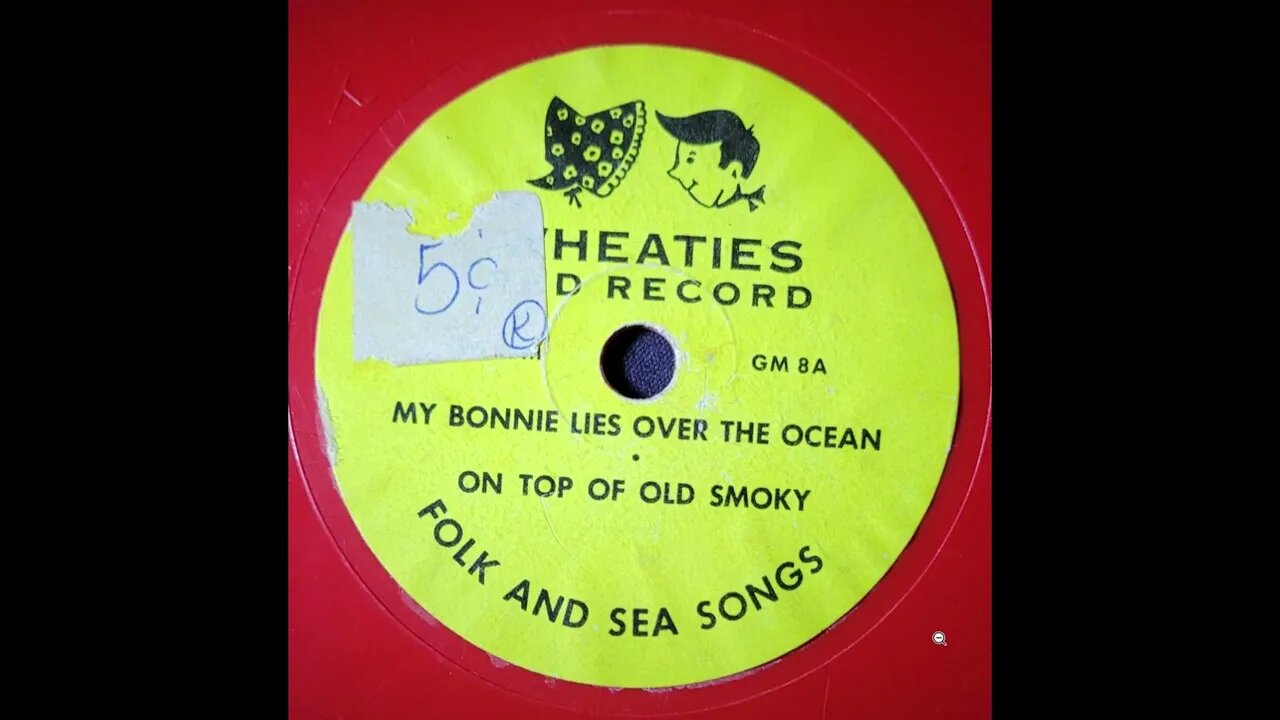 HEATIES
D RECORD
5¢
K
GM 8A
MY BONNIE LIES OVER THE OCEAN
•
ON TOP OF OLD SMOKY
FOLK AND SEA SONGS